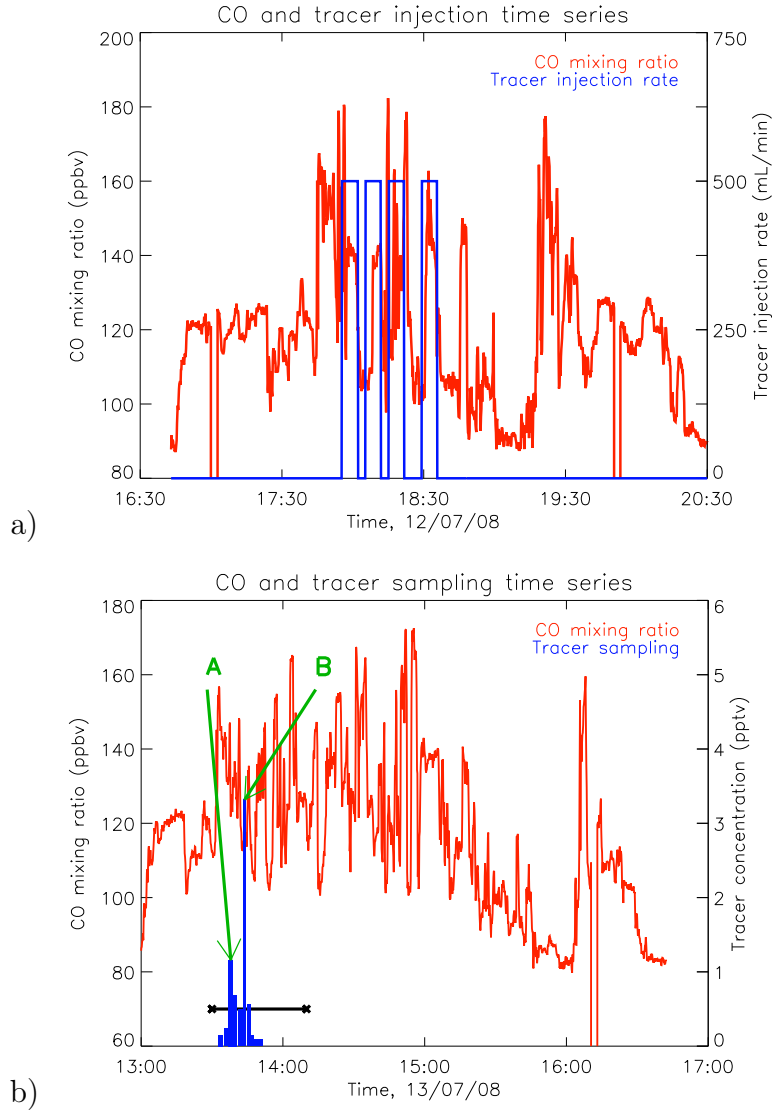 CO and tracer injection time series
CO mixing ratio
Tracer injection rate
CO mixing ratio (ppbv)
200
180
160
140
120
100
80
750
500
250
0
Tracer injection rate (mL/min)
16:30 17:30 18:30 19:30 20:30
Time, 12/07/08
a)
CO and tracer sampling time series
CO mixing ratio
Tracer sampling
A B
CO mixing ratio (ppbv)
180
160
140
120
100
80
60
6
5
4
3
2
1
0
Tracer concentration (pptv)
13:00 14:00 15:00 16:00 17:00
Time, 13/07/08
b)